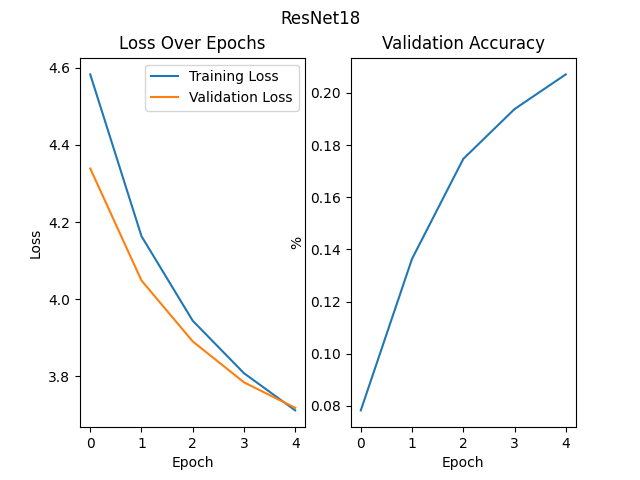 ResNet18
Loss Over Epochs
Training Loss
Validation Loss
4.6
4.4
4.2
4.0
3.8
Loss
0 1 2 3 4
Epoch
Validation Accuracy
0.20
0.18
0.16
0.14
0.12
0.10
0.08
%
0 1 2 3 4
Epoch